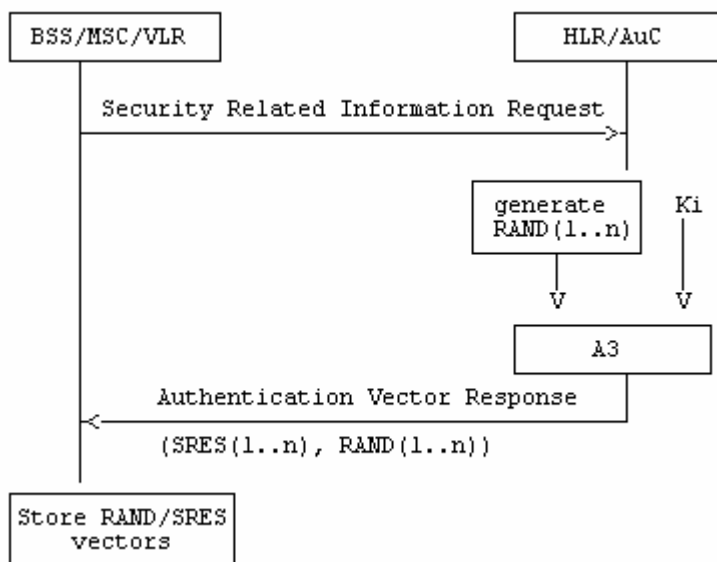 BSS/MSC/VLR
HLR/AuC
Security Related Information Request
generate
RAND(1..n)
Ki
V
V
A3
Authentication Vector Response
(SRES(1..n), RAND(1..n))
Store RAND/SRES
vectors